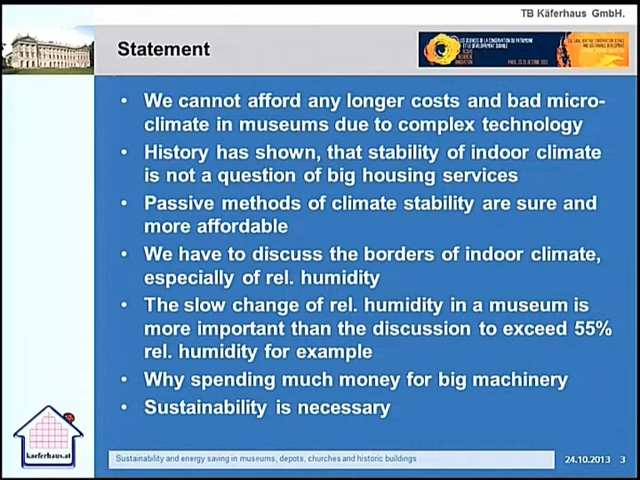 TB Käferhaus GmbH.
Statement
• We cannot afford any longer costs and bad micro-
climate in museums due to complex technology
• History has shown, that stability of indoor climate
is not a question of big housing services
• Passive methods of climate stability are sure and
more affordable
• We have to discuss the borders of indoor climate,
especially of rel. humidity
• The slow change of rel. humidity in a museum is
more important than the discussion to exceed 55%
rel. humidity for example
• Why spending much money for big machinery
• Sustainability is necessary
kaeferhaus.at
Sustainability and energy saving in museums, depots, churches and historic buildings
24.10.2013 3